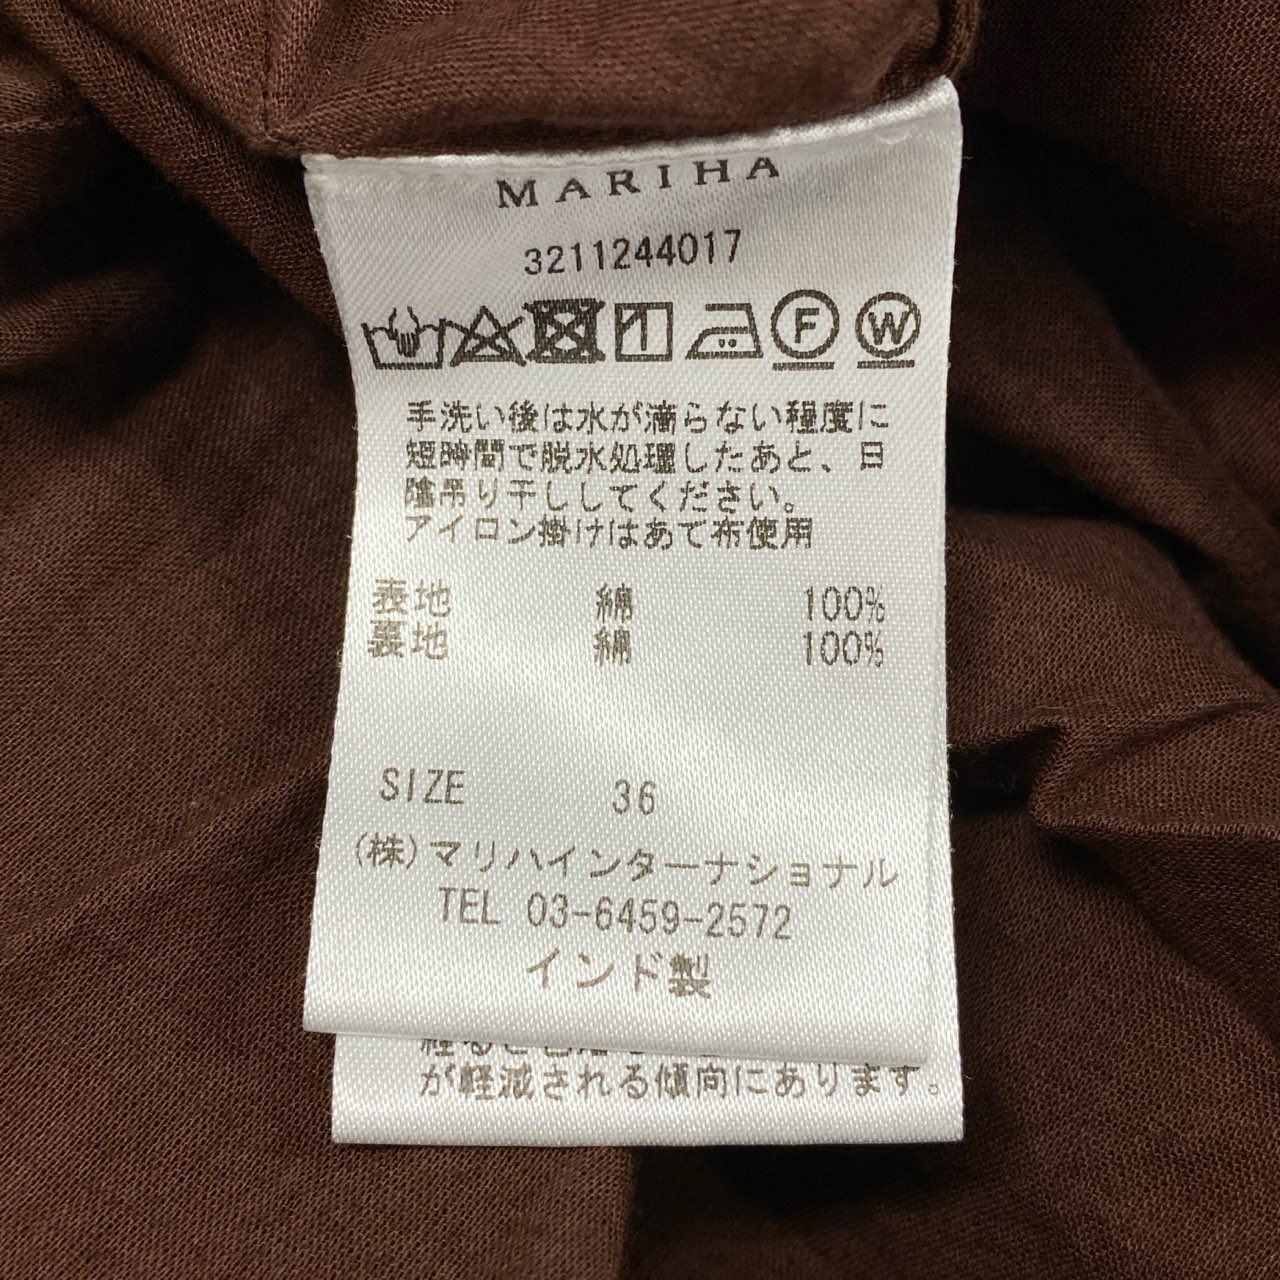 MARIHA
3211244017
F
W
手洗い後は水が滴らない程度に
短時間で脱水処理したあと、日
陰吊り干ししてください。
アイロン掛けはあて布使用
表地 綿 100%
裏地 綿 100%
SIZE 36
(株)マリハインターナショナル
TEL 03-6459-2572
インド製
が軽減される傾向にあります。